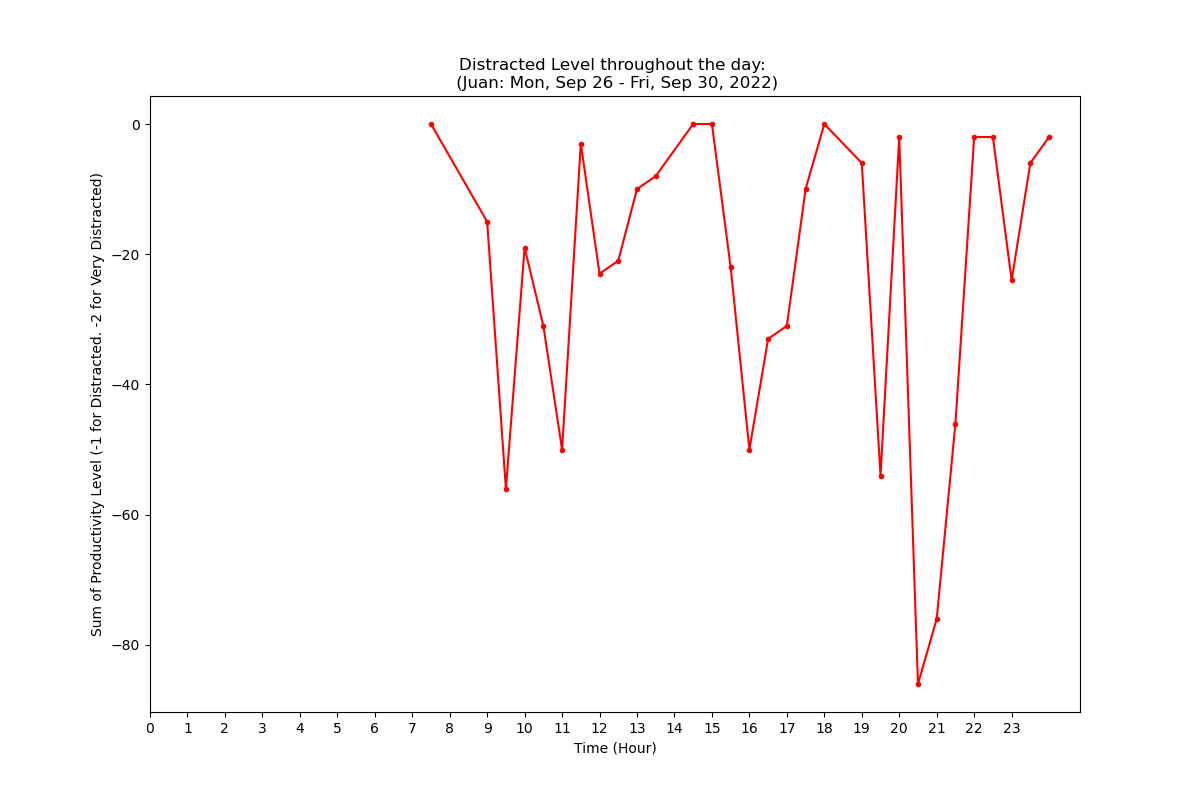 Distracted Level throughout the day:
(Juan: Mon, Sep 26 - Fri, Sep 30, 2022)
Sum of Productivity Level (-1 for Distracted. -2 for Very Distracted)
0
−20
−40
−60
−80
0 1 2 3 4 5 6 7 8 9 10 11 12 13 14 15 16 17 18 19 20 21 22 23
Time (Hour)